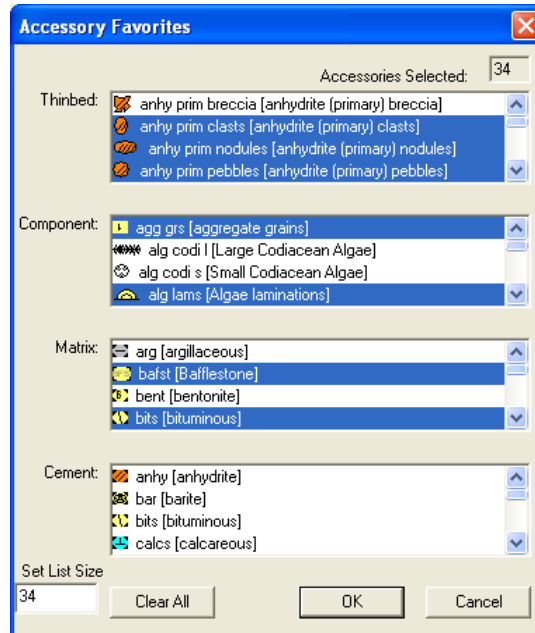 Accessory Favorites
Accessories Selected: 34
Thinbed:
anhy prim breccia [anhydrite (primary) breccia]
anhy prim clasts [anhydrite (primary) clasts]
anhy prim nodules [anhydrite (primary) nodules]
anhy prim pebbles [anhydrite (primary) pebbles]
Component:
agg grs [aggregate grains]
alg codi l [Large Codiacean Algae]
alg codi s [Small Codiacean Algae]
alg lams [Algae laminations]
Matrix:
arg [argillaceous]
bafst [Bafflestone]
bent [bentonite]
bits [bituminous]
Cement:
anhy [anhydrite]
bar [barite]
bits [bituminous]
calcs [calcareous]
Set List Size
34
Clear All
OK
Cancel